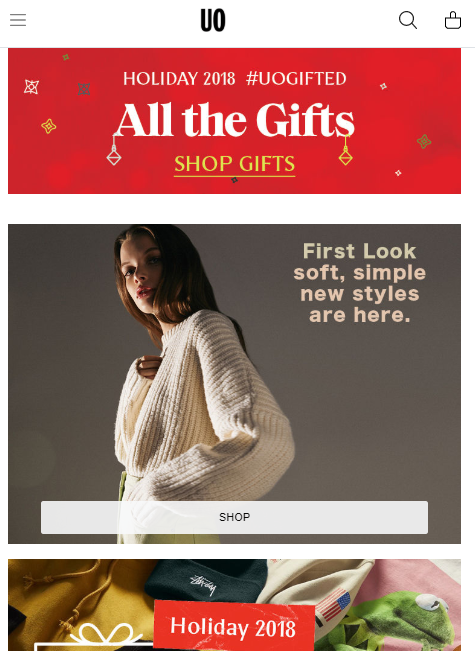 UO
HOLIDAY 2018 #UOGIFTED
All the Gifts
SHOP GIFTS
First Look
soft, simple
new styles
are here.
SHOP
Stüssy
Holiday 2018